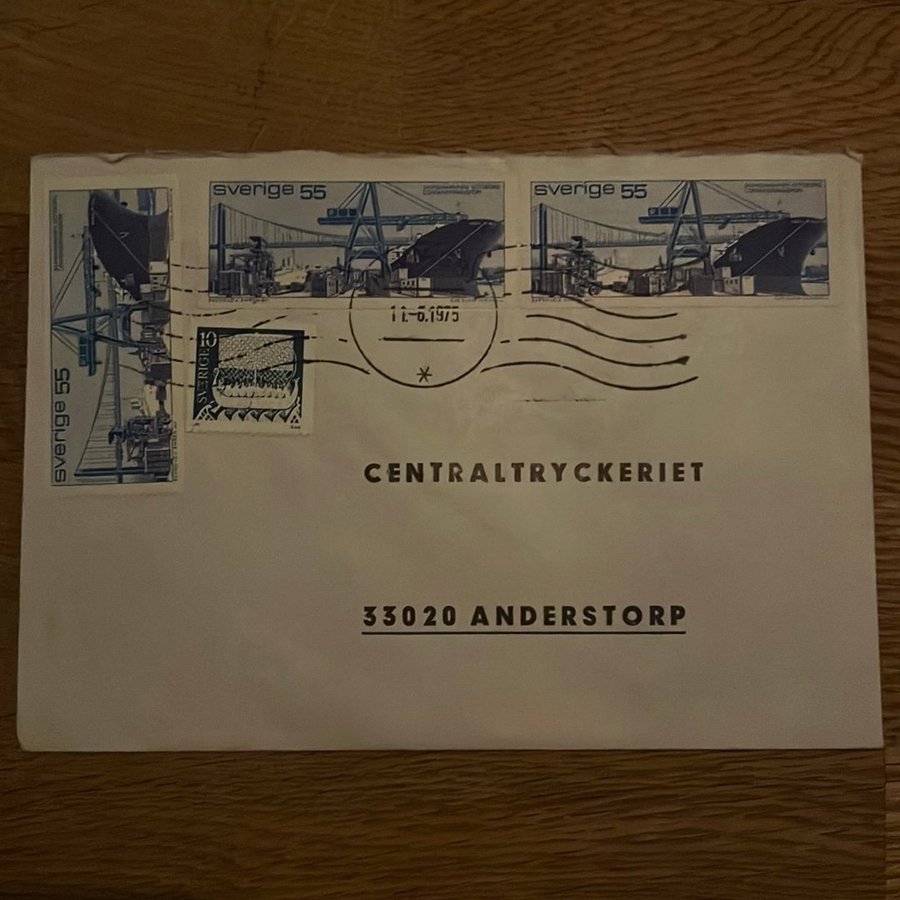 sverige 55
sverige 55
sverige 55
SVERIGE 10
11.-6.1975
CENTRALTRYCKERIET
33020 ANDERSTORP